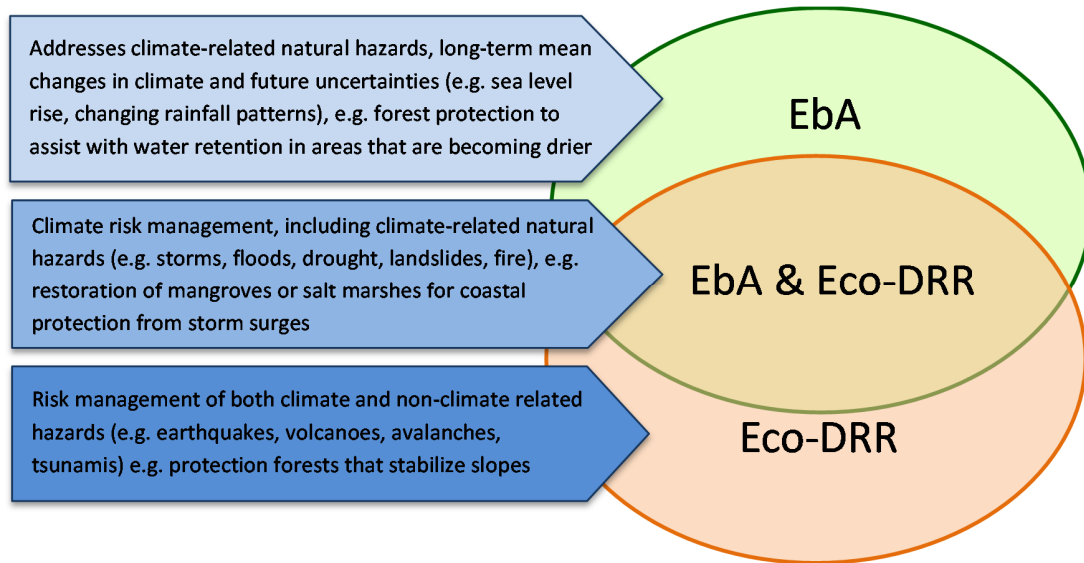 Addresses climate-related natural hazards, long-term mean
changes in climate and future uncertainties (e.g. sea level
rise, changing rainfall patterns), e.g. forest protection to
assist with water retention in areas that are becoming drier
EbA
Climate risk management, including climate-related natural
hazards (e.g. storms, floods, drought, landslides, fire), e.g.
restoration of mangroves or salt marshes for coastal
protection from storm surges
EbA & Eco-DRR
Risk management of both climate and non-climate related
hazards (e.g. earthquakes, volcanoes, avalanches,
tsunamis) e.g. protection forests that stabilize slopes
Eco-DRR